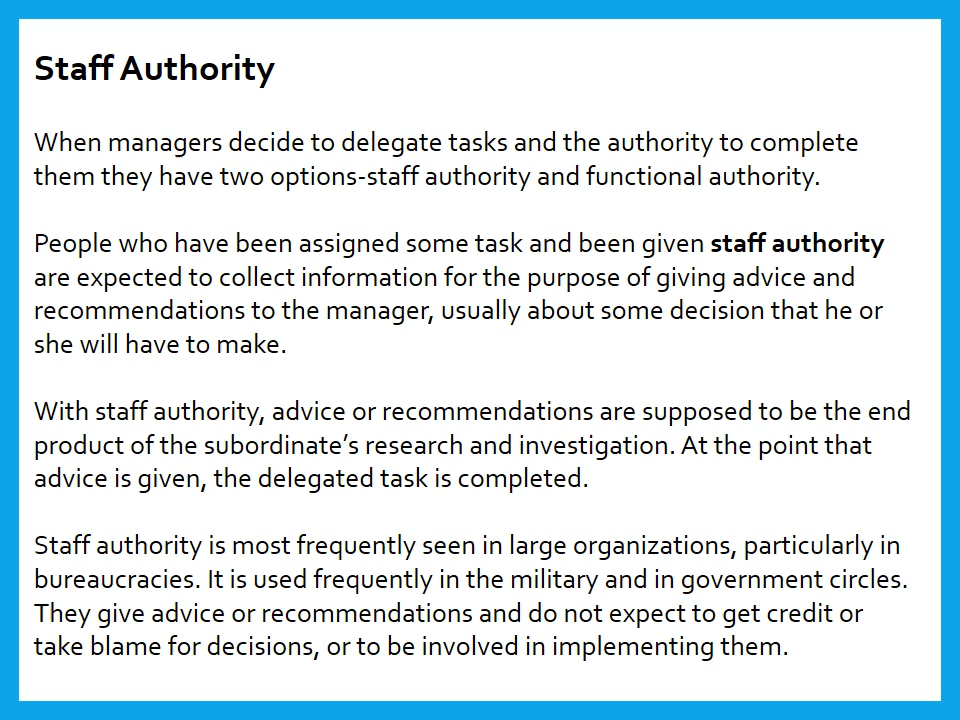 Staff Authority
When managers decide to delegate tasks and the authority to complete
them they have two options-staff authority and functional authority.
People who have been assigned some task and been given staff authority
are expected to collect information for the purpose of giving advice and
recommendations to the manager, usually about some decision that he or
she will have to make.
With staff authority, advice or recommendations are supposed to be the end
product of the subordinate’s research and investigation. At the point that
advice is given, the delegated task is completed.
Staff authority is most frequently seen in large organizations, particularly in
bureaucracies. It is used frequently in the military and in government circles.
They give advice or recommendations and do not expect to get credit or
take blame for decisions, or to be involved in implementing them.